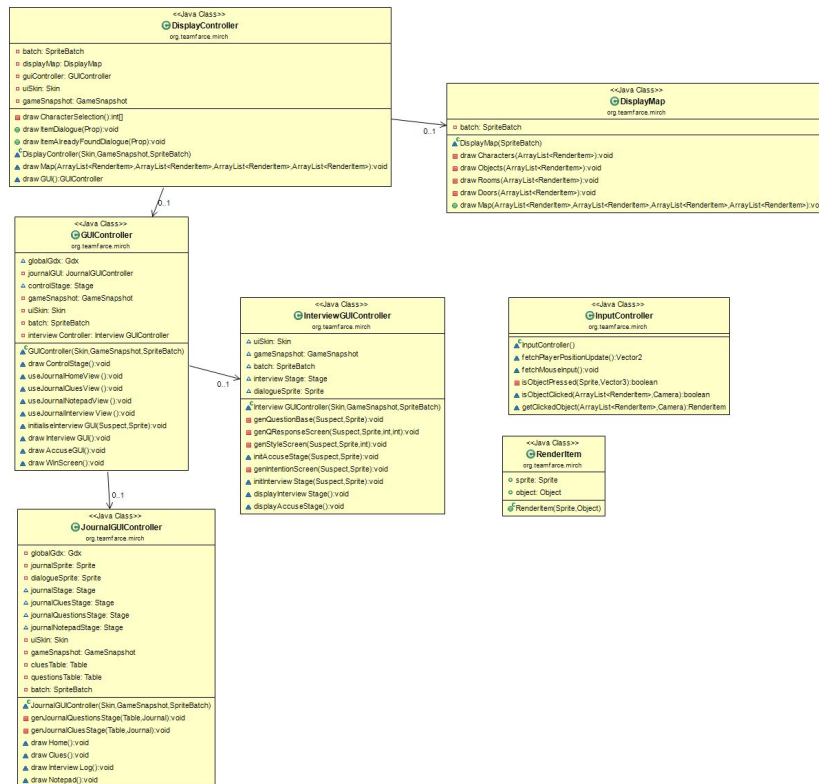 <<Java Class>>
DisplayController
org.teamfarce.mirch
batch: SpriteBatch
displayMap: DisplayMap
guiController: GUIController
uiSkin: Skin
gameSnapshot: GameSnapshot
drawCharacterSelection():int[]
drawItemDialogue(Prop):void
drawItemAlreadyFoundDialogue(Prop):void
DisplayController(Skin,GameSnapshot,SpriteBatch)
drawMap(ArrayList<RenderItem>,ArrayList<RenderItem>,ArrayList<RenderItem>,ArrayList<RenderItem>):void
drawGUI():GUIController
0..1
<<Java Class>>
DisplayMap
org.teamfarce.mirch
batch: SpriteBatch
DisplayMap(SpriteBatch)
drawCharacters(ArrayList<RenderItem>):void
drawObjects(ArrayList<RenderItem>):void
drawRooms(ArrayList<RenderItem>):void
drawDoors(ArrayList<RenderItem>):void
drawMap(ArrayList<RenderItem>,ArrayList<RenderItem>,ArrayList<RenderItem>,ArrayList<RenderItem>):vo
0..1
<<Java Class>>
GUIController
org.teamfarce.mirch
globalGdx: Gdx
journalGUI: JournalGUIController
controlStage: Stage
gameSnapshot: GameSnapshot
uiSkin: Skin
batch: SpriteBatch
interviewController: InterviewGUIController
GUIController(Skin,GameSnapshot,SpriteBatch)
drawControlStage():void
useJournalHomeView():void
useJournalCluesView():void
useJournalNotepadView():void
useJournalInterviewView():void
initialiseInterviewGUI(Suspect,Sprite):void
drawInterviewGUI():void
drawAccuseGUI():void
drawWinScreen():void
0..1
<<Java Class>>
InterviewGUIController
org.teamfarce.mirch
uiSkin: Skin
gameSnapshot: GameSnapshot
batch: SpriteBatch
interviewStage: Stage
dialogueSprite: Sprite
InterviewGUIController(Skin,GameSnapshot,SpriteBatch)
genQuestionBase(Suspect,Sprite):void
genQResponseScreen(Suspect,Sprite,int,int):void
genStyleScreen(Suspect,Sprite,int):void
initAccuseStage(Suspect,Sprite):void
genIntentionScreen(Suspect,Sprite):void
initInterviewStage(Suspect,Sprite):void
displayInterviewStage():void
displayAccuseStage():void
<<Java Class>>
InputController
org.teamfarce.mirch
InputController()
fetchPlayerPositionUpdate():Vector2
fetchMouseInput():void
isObjectPressed(Sprite,Vector3):boolean
isObjectClicked(ArrayList<RenderItem>,Camera):boolean
getClickedObject(ArrayList<RenderItem>,Camera):RenderItem
<<Java Class>>
RenderItem
org.teamfarce.mirch
sprite: Sprite
object: Object
RenderItem(Sprite,Object)
0..1
<<Java Class>>
JournalGUIController
org.teamfarce.mirch
globalGdx: Gdx
journalSprite: Sprite
dialogueSprite: Sprite
journalStage: Stage
journalCluesStage: Stage
journalQuestionsStage: Stage
journalNotepadStage: Stage
uiSkin: Skin
gameSnapshot: GameSnapshot
cluesTable: Table
questionsTable: Table
batch: SpriteBatch
JournalGUIController(Skin,GameSnapshot,SpriteBatch)
genJournalQuestionsStage(Table,Journal):void
genJournalCluesStage(Table,Journal):void
drawHome():void
drawClues():void
drawInterviewLog():void
drawNotepad():void